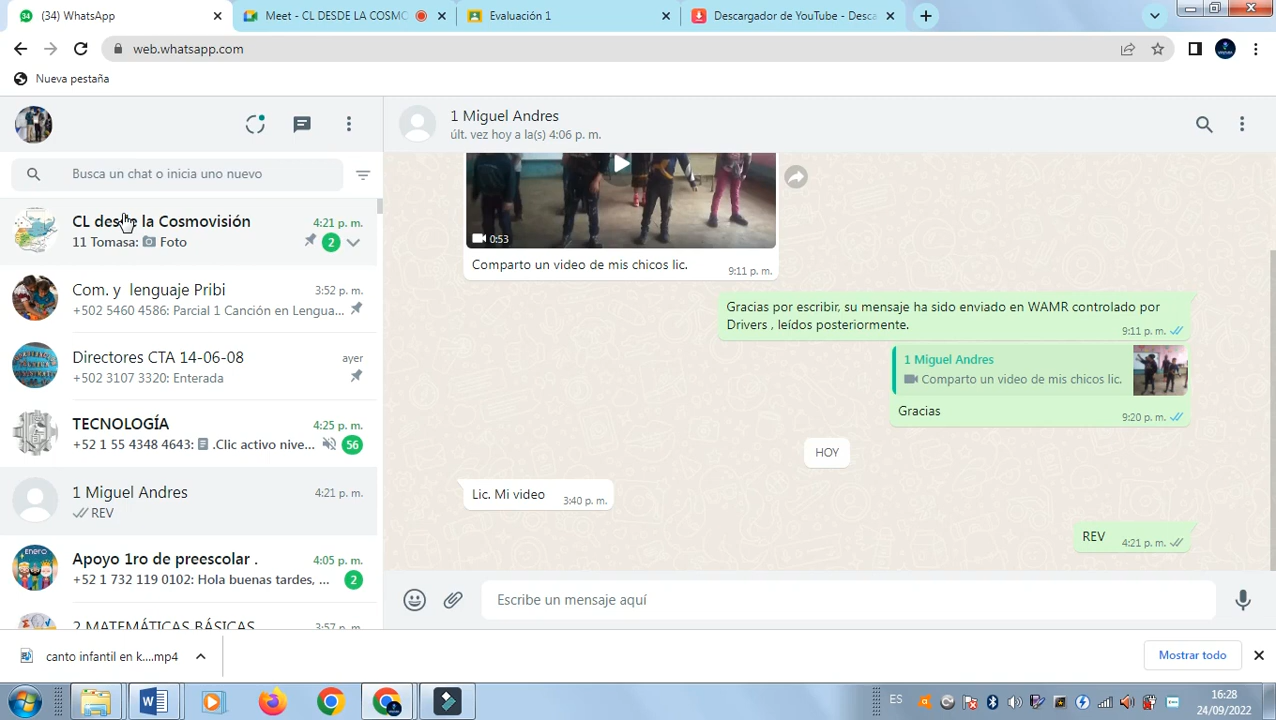 34
(34) WhatsApp
Meet - CL DESDE LA COSMO
Evaluación 1
Descargador de YouTube - Desca
web.whatsapp.com
Nueva pestaña
1 Miguel Andres
últ. vez hoy a la(s) 4:06 p. m.
Busca un chat o inicia uno nuevo
CL desde la Cosmovisión
4:21 p. m.
11 Tomasa: Foto
2
Com. y lenguaje Pribi
3:52 p. m.
+502 5460 4586: Parcial 1 Canción en Lengua...
Directores CTA 14-06-08
ayer
+502 3107 3320: Enterada
TECNOLOGÍA
4:25 p. m.
+52 1 55 4348 4643: .Clic activo nive...
56
1 Miguel Andres
4:21 p. m.
REV
Apoyo 1ro de preescolar .
4:05 p. m.
+52 1 732 119 0102: Hola buenas tardes, ...
2
2 MATEMÁTICAS BÁSICAS
3:57 p. m.
0:53
Comparto un video de mis chicos lic.
9:11 p. m.
Gracias por escribir, su mensaje ha sido enviado en WAMR controlado por
Drivers , leídos posteriormente.
9:11 p. m.
1 Miguel Andres
Comparto un video de mis chicos lic.
Gracias
9:20 p. m.
HOY
Lic. Mi video
3:40 p. m.
REV
4:21 p. m.
Escribe un mensaje aquí
canto infantil en k....mp4
Mostrar todo
ES
16:28
24/09/2022